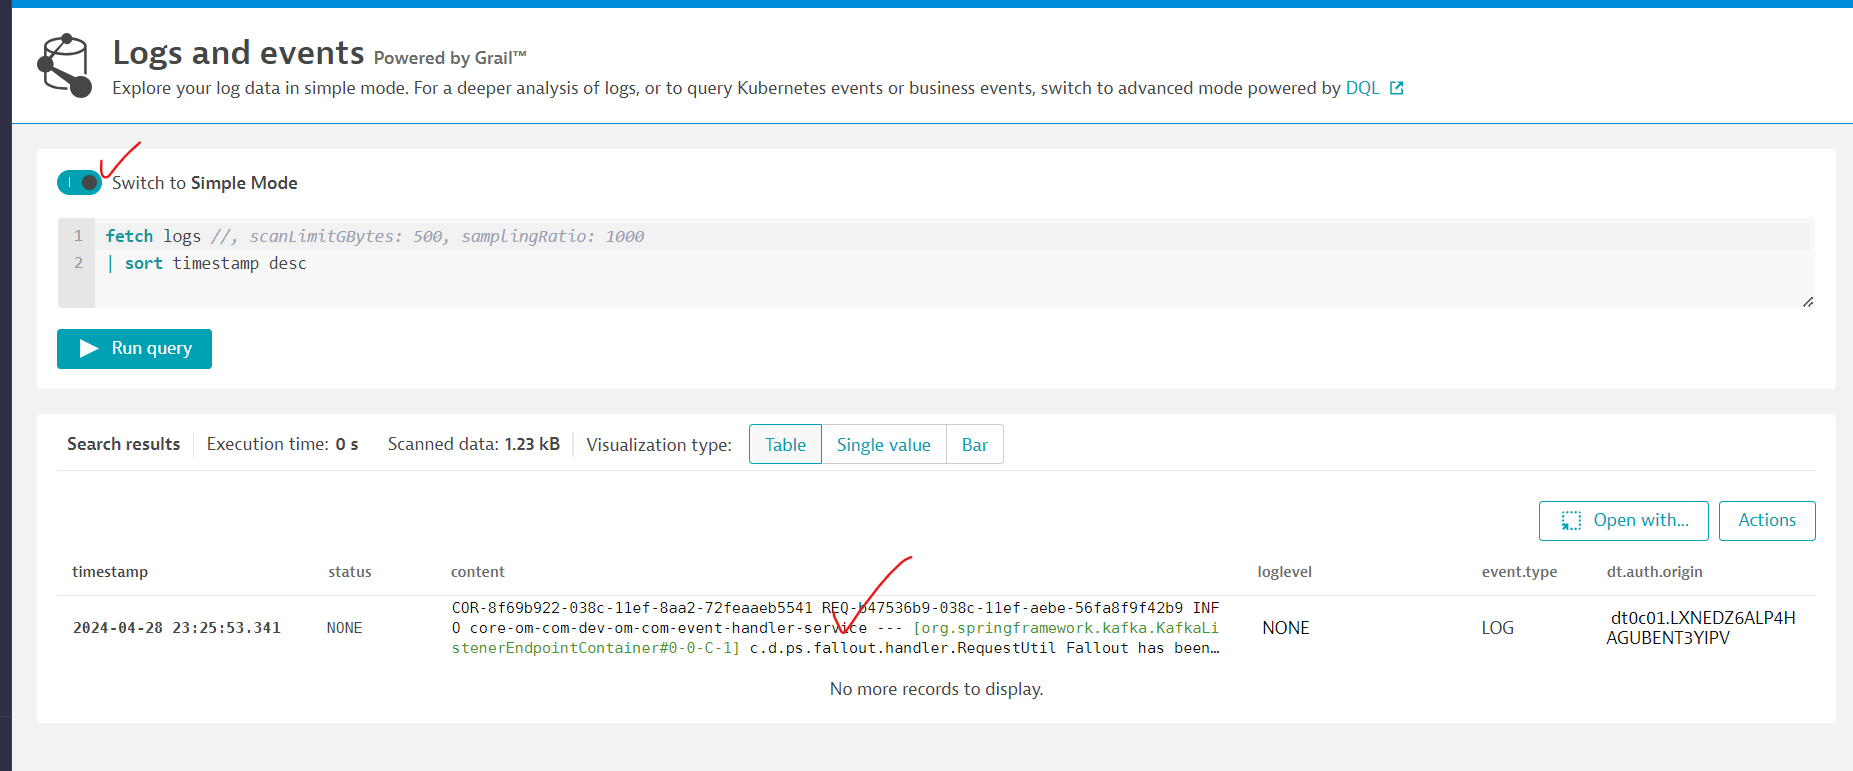 Logs and events Powered by Grail™
Explore your log data in simple mode. For a deeper analysis of logs, or to query Kubernetes events or business events, switch to advanced mode powered by DQL
Switch to Simple Mode
1 fetch logs //, scanLimitGBytes: 500, samplingRatio: 1000
2 | sort timestamp desc
Run query
Search results Execution time: 0 s Scanned data: 1.23 kB Visualization type: Table Single value Bar
Open with... Actions
timestamp status content loglevel event.type dt.auth.origin
COR-8f69b922-038c-11ef-8aa2-72feaaeb5541 REQ-b47536b9-038c-11ef-aebe-56fa8f9f42b9 INF
O core-om-com-dev-om-com-event-handler-service --- [org.springframework.kafka.KafkaLi
stenerEndpointContainer#0-0-C-1] c.d.ps.fallout.handler.RequestUtil Fallout has been…
2024-04-28 23:25:53.341 NONE NONE LOG
dt0c01.LXNEDZ6ALP4H
AGUBENT3YIPV
No more records to display.